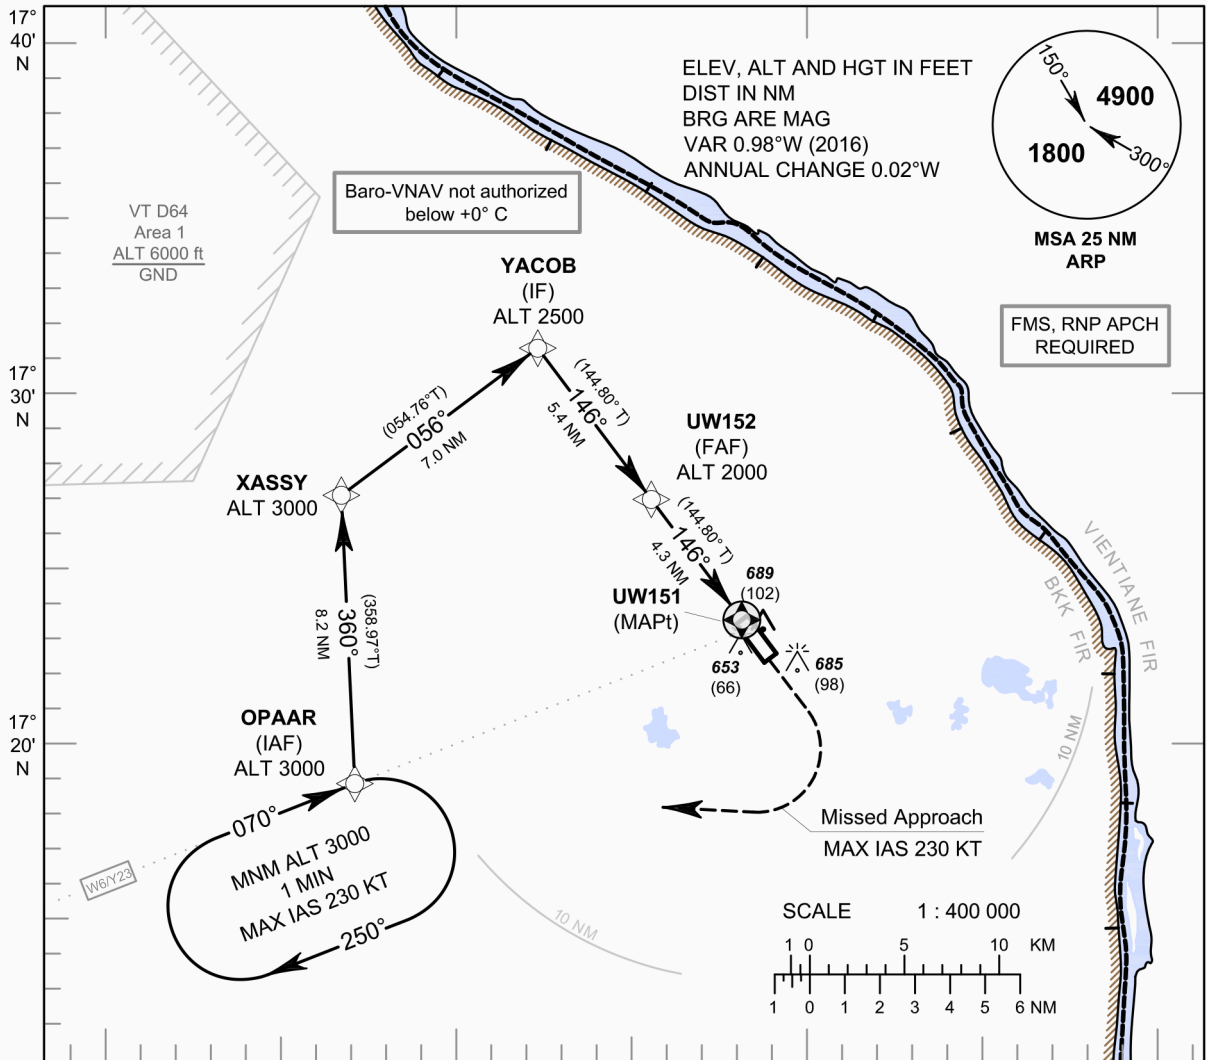 17°
40'
N
ELEV, ALT AND HGT IN FEET
DIST IN NM
BRG ARE MAG
VAR 0.98°W (2016)
ANNUAL CHANGE 0.02°W
150°
4900
1800
300°
MSA 25 NM
ARP
Baro-VNAV not authorized
below +0° C
VT D64
Area 1
ALT 6000 ft
GND
FMS, RNP APCH
REQUIRED
YACOB
(IF)
ALT 2500
17°
30'
N
(054.76°T)
056°
7.0 NM
(144.80° T)
146°
5.4 NM
UW152
(FAF)
ALT 2000
XASSY
ALT 3000
(144.80° T)
146°
4.3 NM
VIENTIANE FIR
BKK FIR
689
(102)
UW151
(MAPt)
653
(66)
685
(98)
(358.97°T)
360°
8.2 NM
OPAAR
(IAF)
ALT 3000
17°
20'
N
10 NM
070°
MNM ALT 3000
1 MIN
MAX IAS 230 KT
250°
W6/Y23
Missed Approach
MAX IAS 230 KT
10 NM
SCALE 1 : 400 000
1 0 5 10 KM
1 0 1 2 3 4 5 6 NM